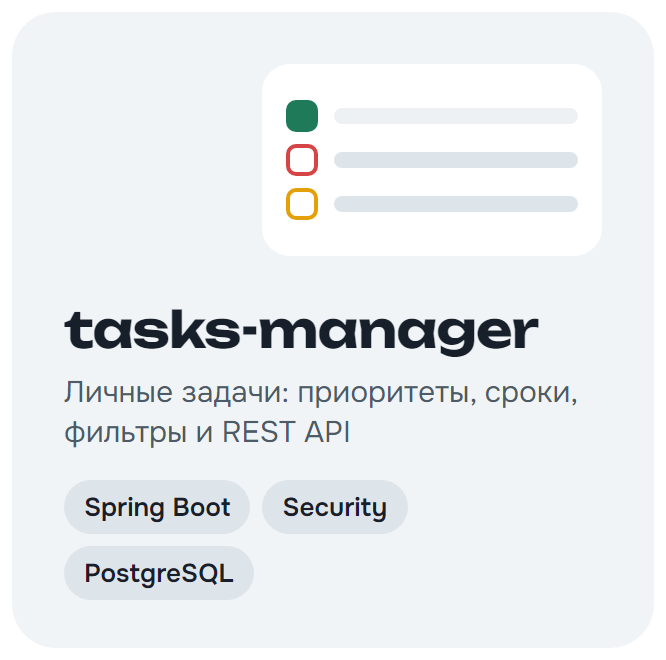 tasks-manager
Личные задачи: приоритеты, сроки,
фильтры и REST API
Spring Boot Security
PostgreSQL